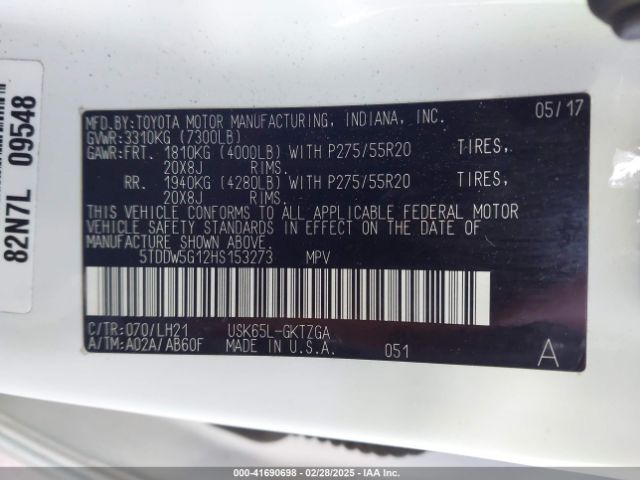 MFD.BY:TOYOTA MOTOR MANUFACTURING, INDIANA, INC. 05/17
GVWR:3310KG (7300LB)
GAWR:FRT. 1810KG (4000LB) WITH P275/55R20 TIRES,
20X8J RIMS.
RR. 1940KG (4280LB) WITH P275/55R20 TIRES,
20X8J RIMS.
THIS VEHICLE CONFORMS TO ALL APPLICABLE FEDERAL MOTOR
VEHICLE SAFETY STANDARDS IN EFFECT ON THE DATE OF
MANUFACTURE SHOWN ABOVE.
5TDDW5G12HS153273 MPV
C/TR:070/LH21 USK65L-GKTZGA
A/TM:A02A/AB60F MADE IN U.S.A. 051 A
82N7L 09548
000-41690698 | 02/28/2025 - IAA Inc.